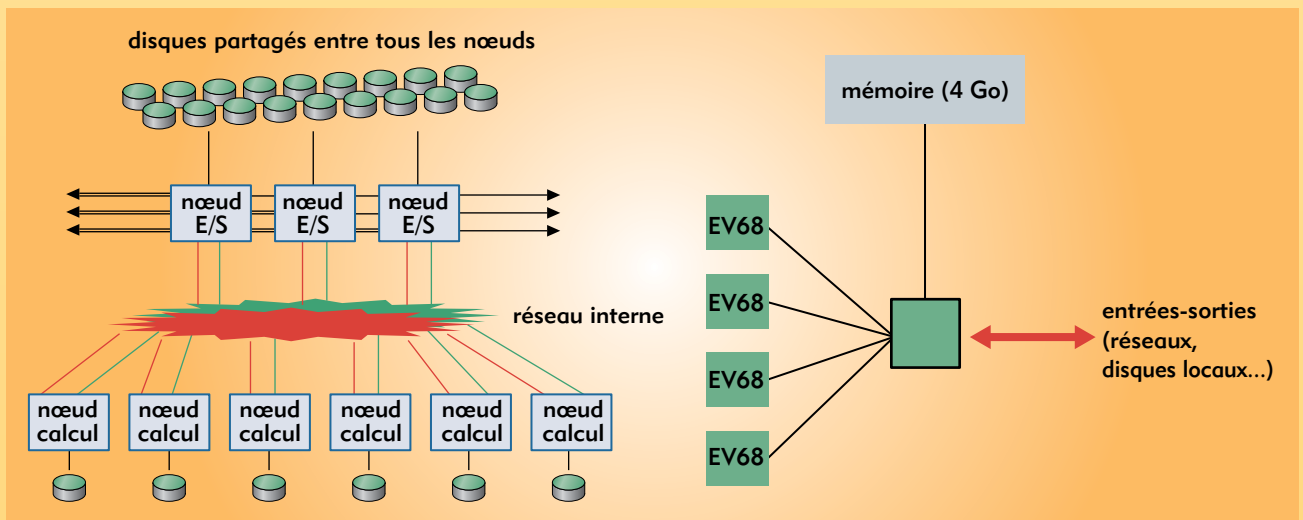 disques partagés entre tous les nœuds
nœud
E/S
nœud
E/S
nœud
E/S
réseau interne
nœud
calcul
nœud
calcul
nœud
calcul
nœud
calcul
nœud
calcul
nœud
calcul
mémoire (4 Go)
EV68
EV68
EV68
EV68
entrées-sorties
(réseaux,
disques locaux...)